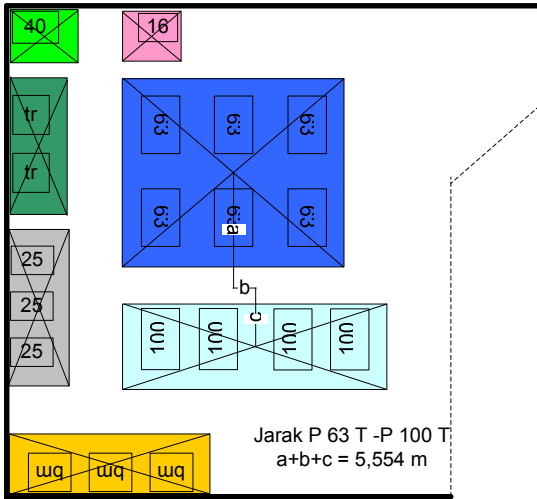 40
16
tr
tr
63 63 63
63 63 63
a
25
25
25
b
c
100 100 100 100
bm bm bm
Jarak P 63 T -P 100 T
a+b+c = 5,554 m